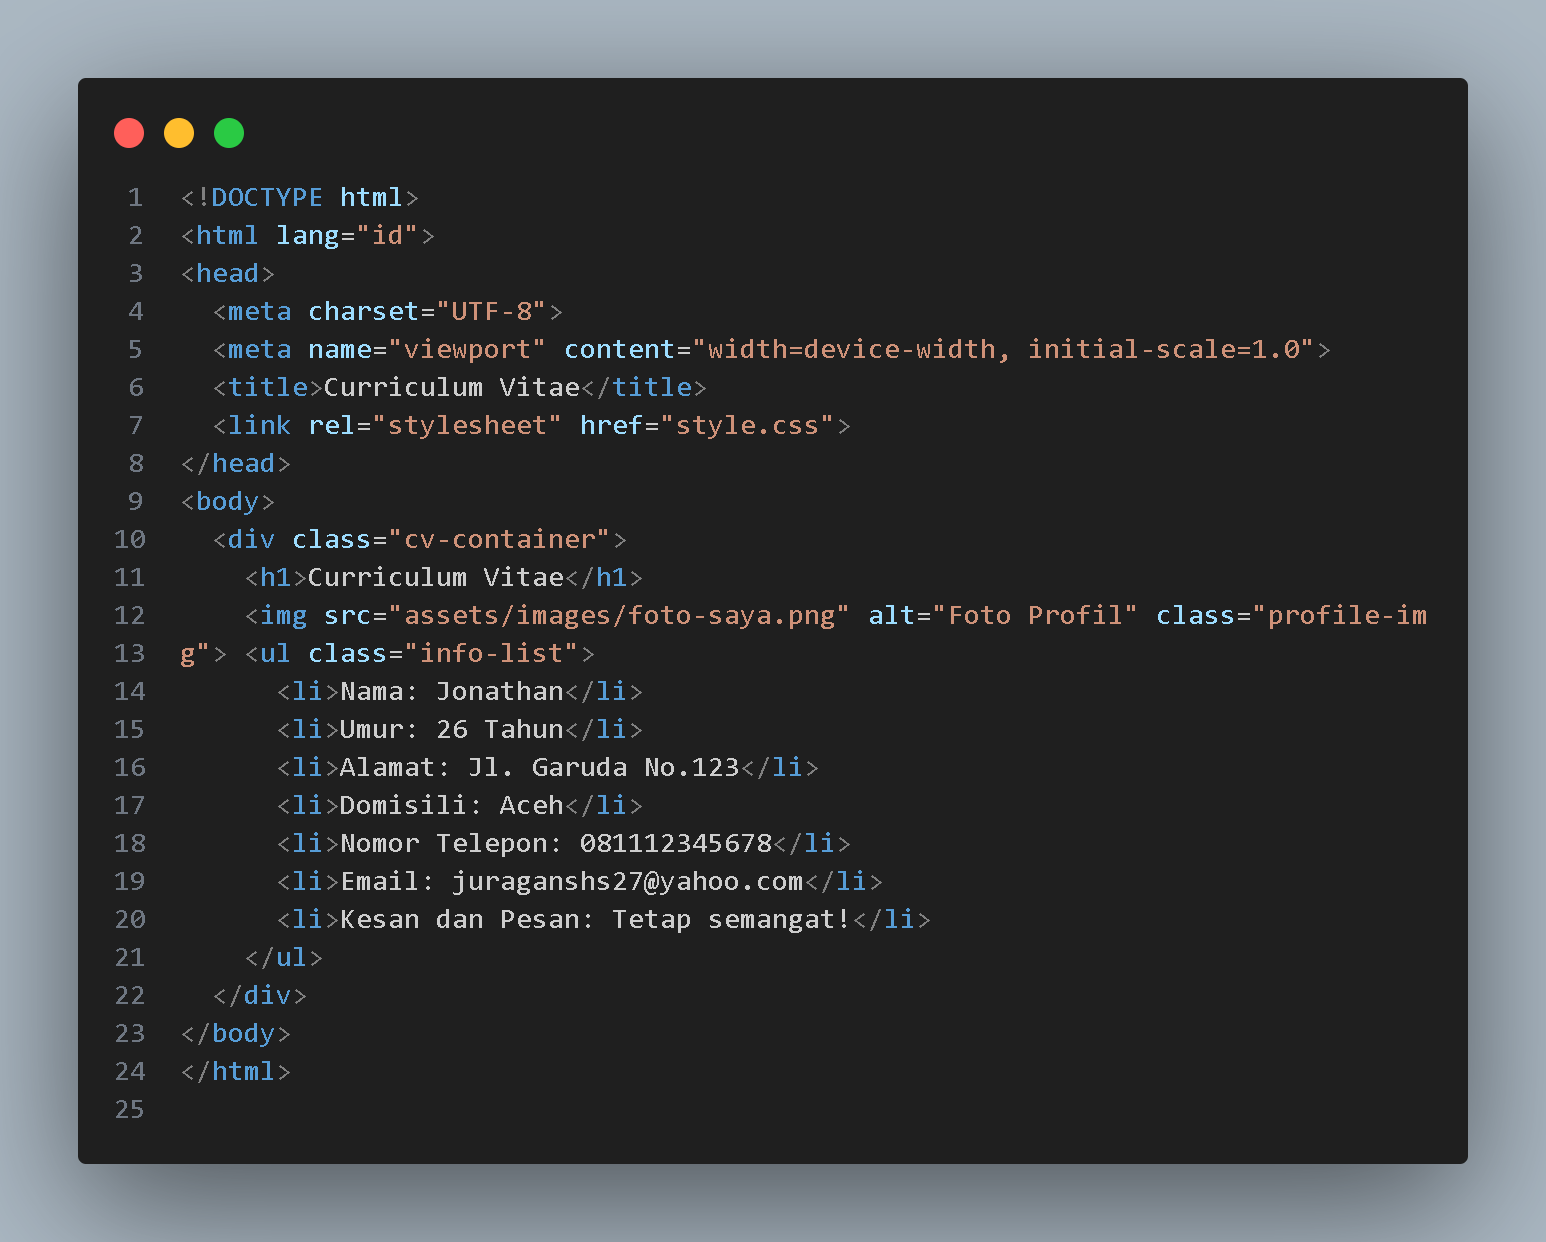 1 <!DOCTYPE html>
2 <html lang="id">
3 <head>
4   <meta charset="UTF-8">
5   <meta name="viewport" content="width=device-width, initial-scale=1.0">
6   <title>Curriculum Vitae</title>
7   <link rel="stylesheet" href="style.css">
8 </head>
9 <body>
10   <div class="cv-container">
11     <h1>Curriculum Vitae</h1>
12     <img src="assets/images/foto-saya.png" alt="Foto Profil" class="profile-im
13 g"> <ul class="info-list">
14       <li>Nama: Jonathan</li>
15       <li>Umur: 26 Tahun</li>
16       <li>Alamat: Jl. Garuda No.123</li>
17       <li>Domisili: Aceh</li>
18       <li>Nomor Telepon: 081112345678</li>
19       <li>Email: juraganshs27@yahoo.com</li>
20       <li>Kesan dan Pesan: Tetap semangat!</li>
21     </ul>
22   </div>
23 </body>
24 </html>
25